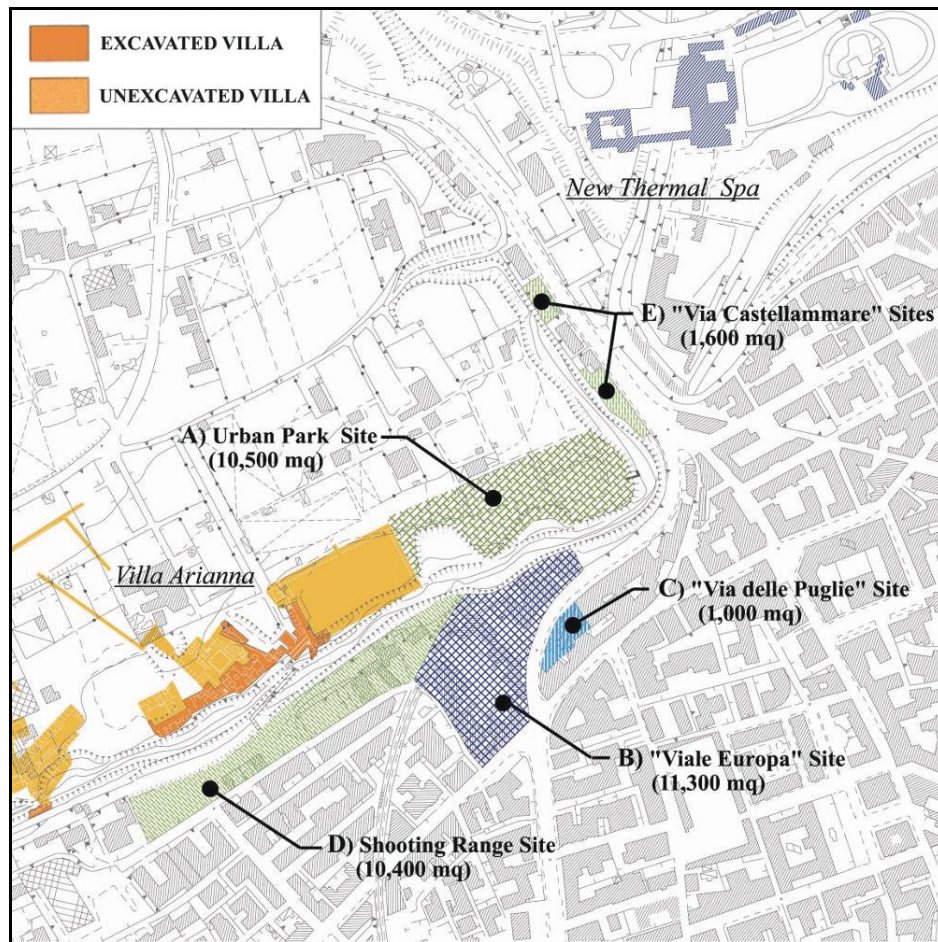 EXCAVATED VILLA
UNEXCAVATED VILLA
New Thermal Spa
E) "Via Castellammare" Sites
(1,600 mq)
A) Urban Park Site
(10,500 mq)
Villa Arianna
C) "Via delle Puglie" Site
(1,000 mq)
B) "Viale Europa" Site
(11,300 mq)
D) Shooting Range Site
(10,400 mq)